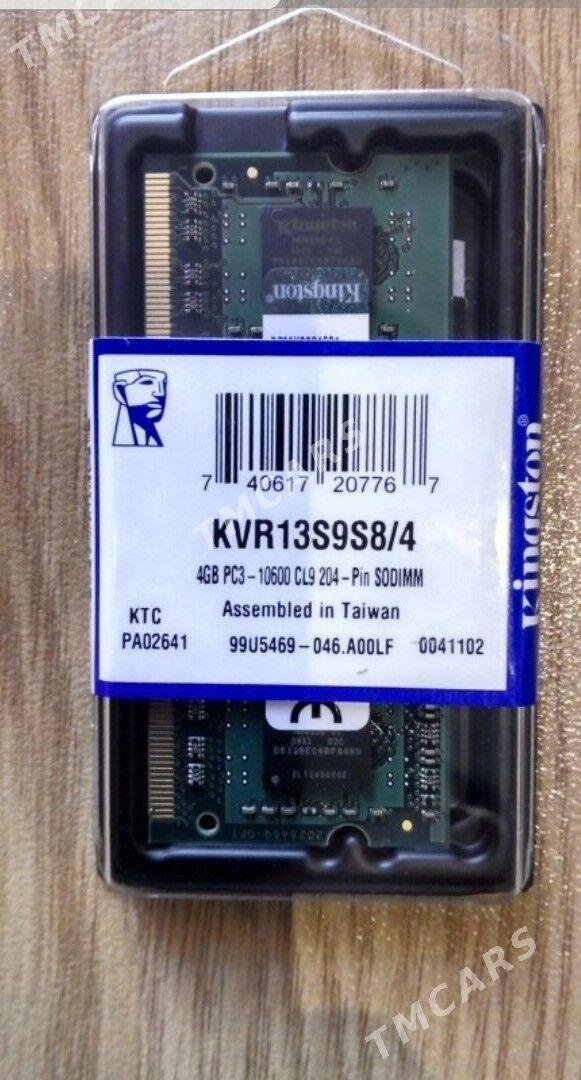 TMCARS
Kingston
Kingston
7 40617 20776 7
TMCARS
KVR13S9S8/4
4GB PC3-10600 CL9 204-Pin SODIMM
Assembled in Taiwan
KTC
PA02641 99U5469-046.A00LF 0041102
Kingston®
TMCARS